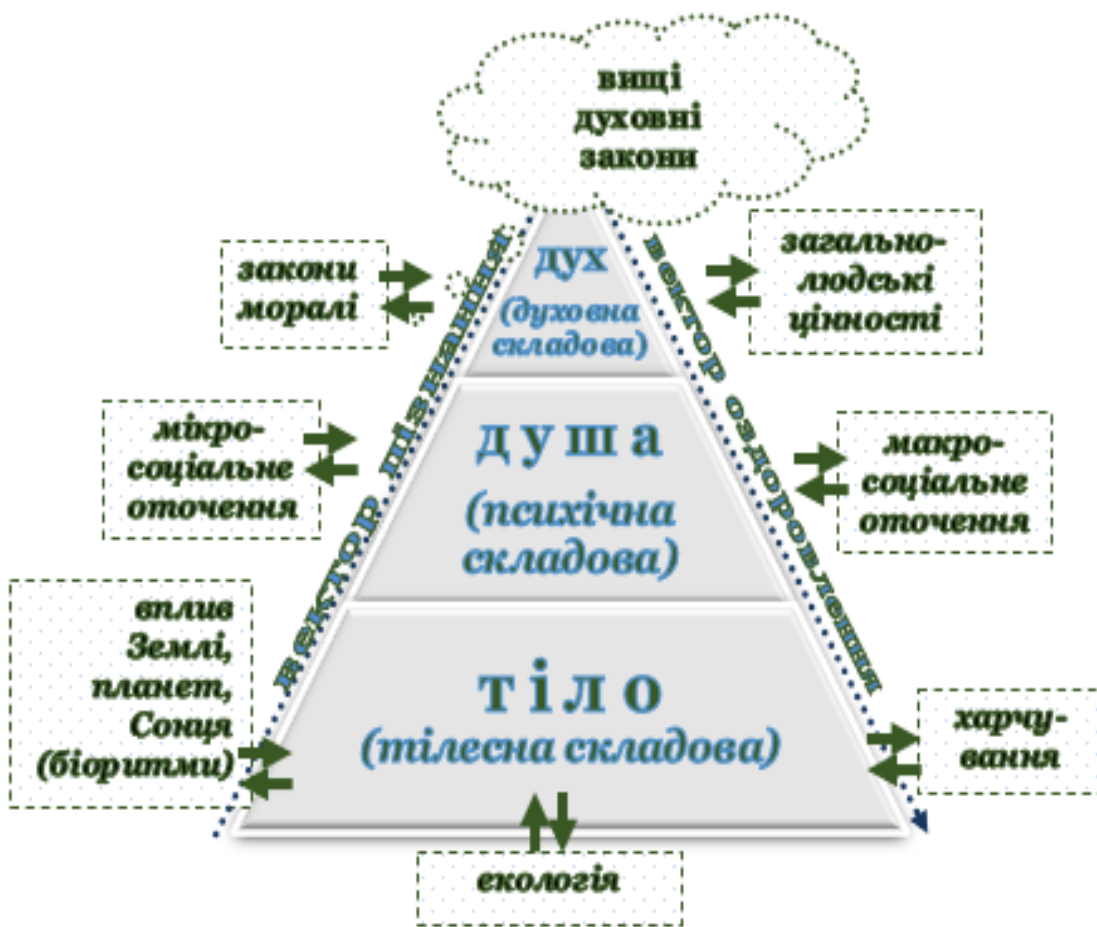 вищі
духовні
закони
закони
моралі
вектор пізнання
дух
(духовна
складова)
вектор оздоровлення
загально-
людські
цінності
мікро-
соціальне
оточення
душа
(психічна
складова)
макро-
соціальне
оточення
вплив
Землі,
планет,
Сонця
(біоритми)
тіло
(тілесна складова)
харчу-
вання
екологія